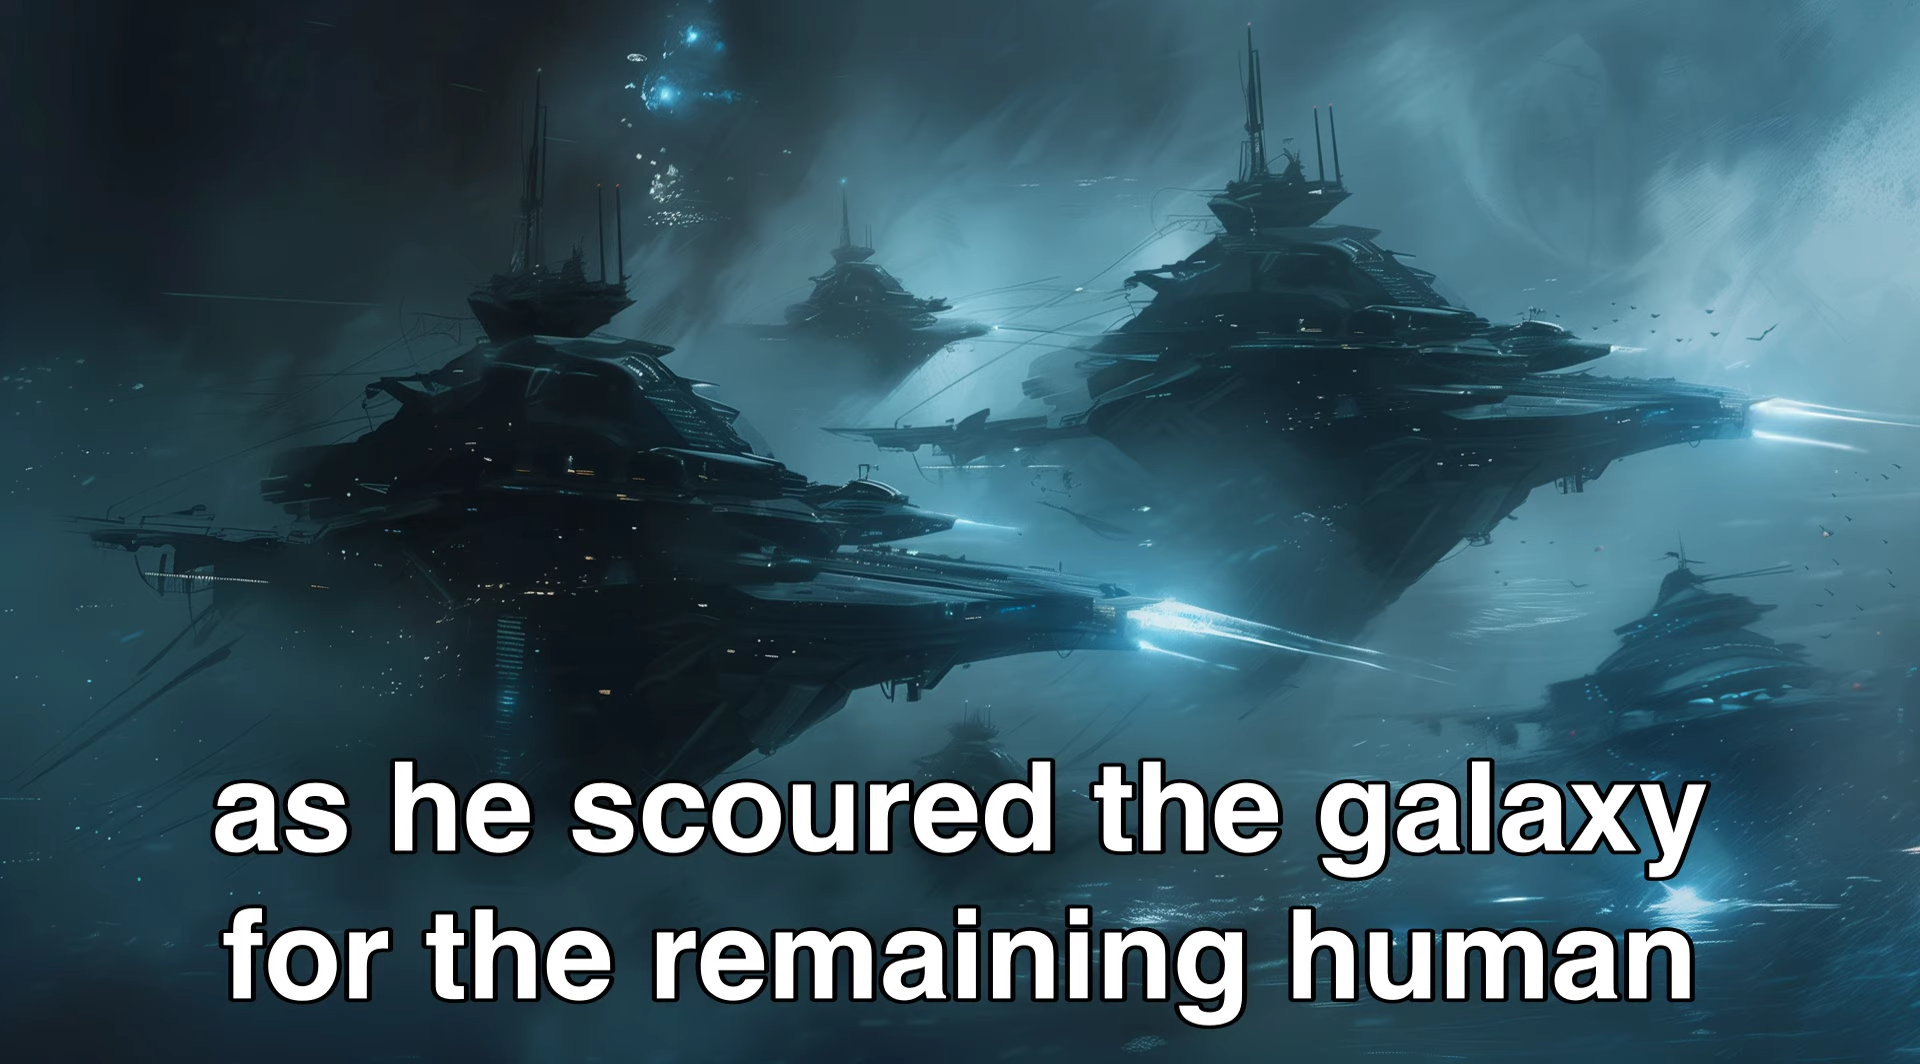 as he scoured the galaxy
for the remaining human